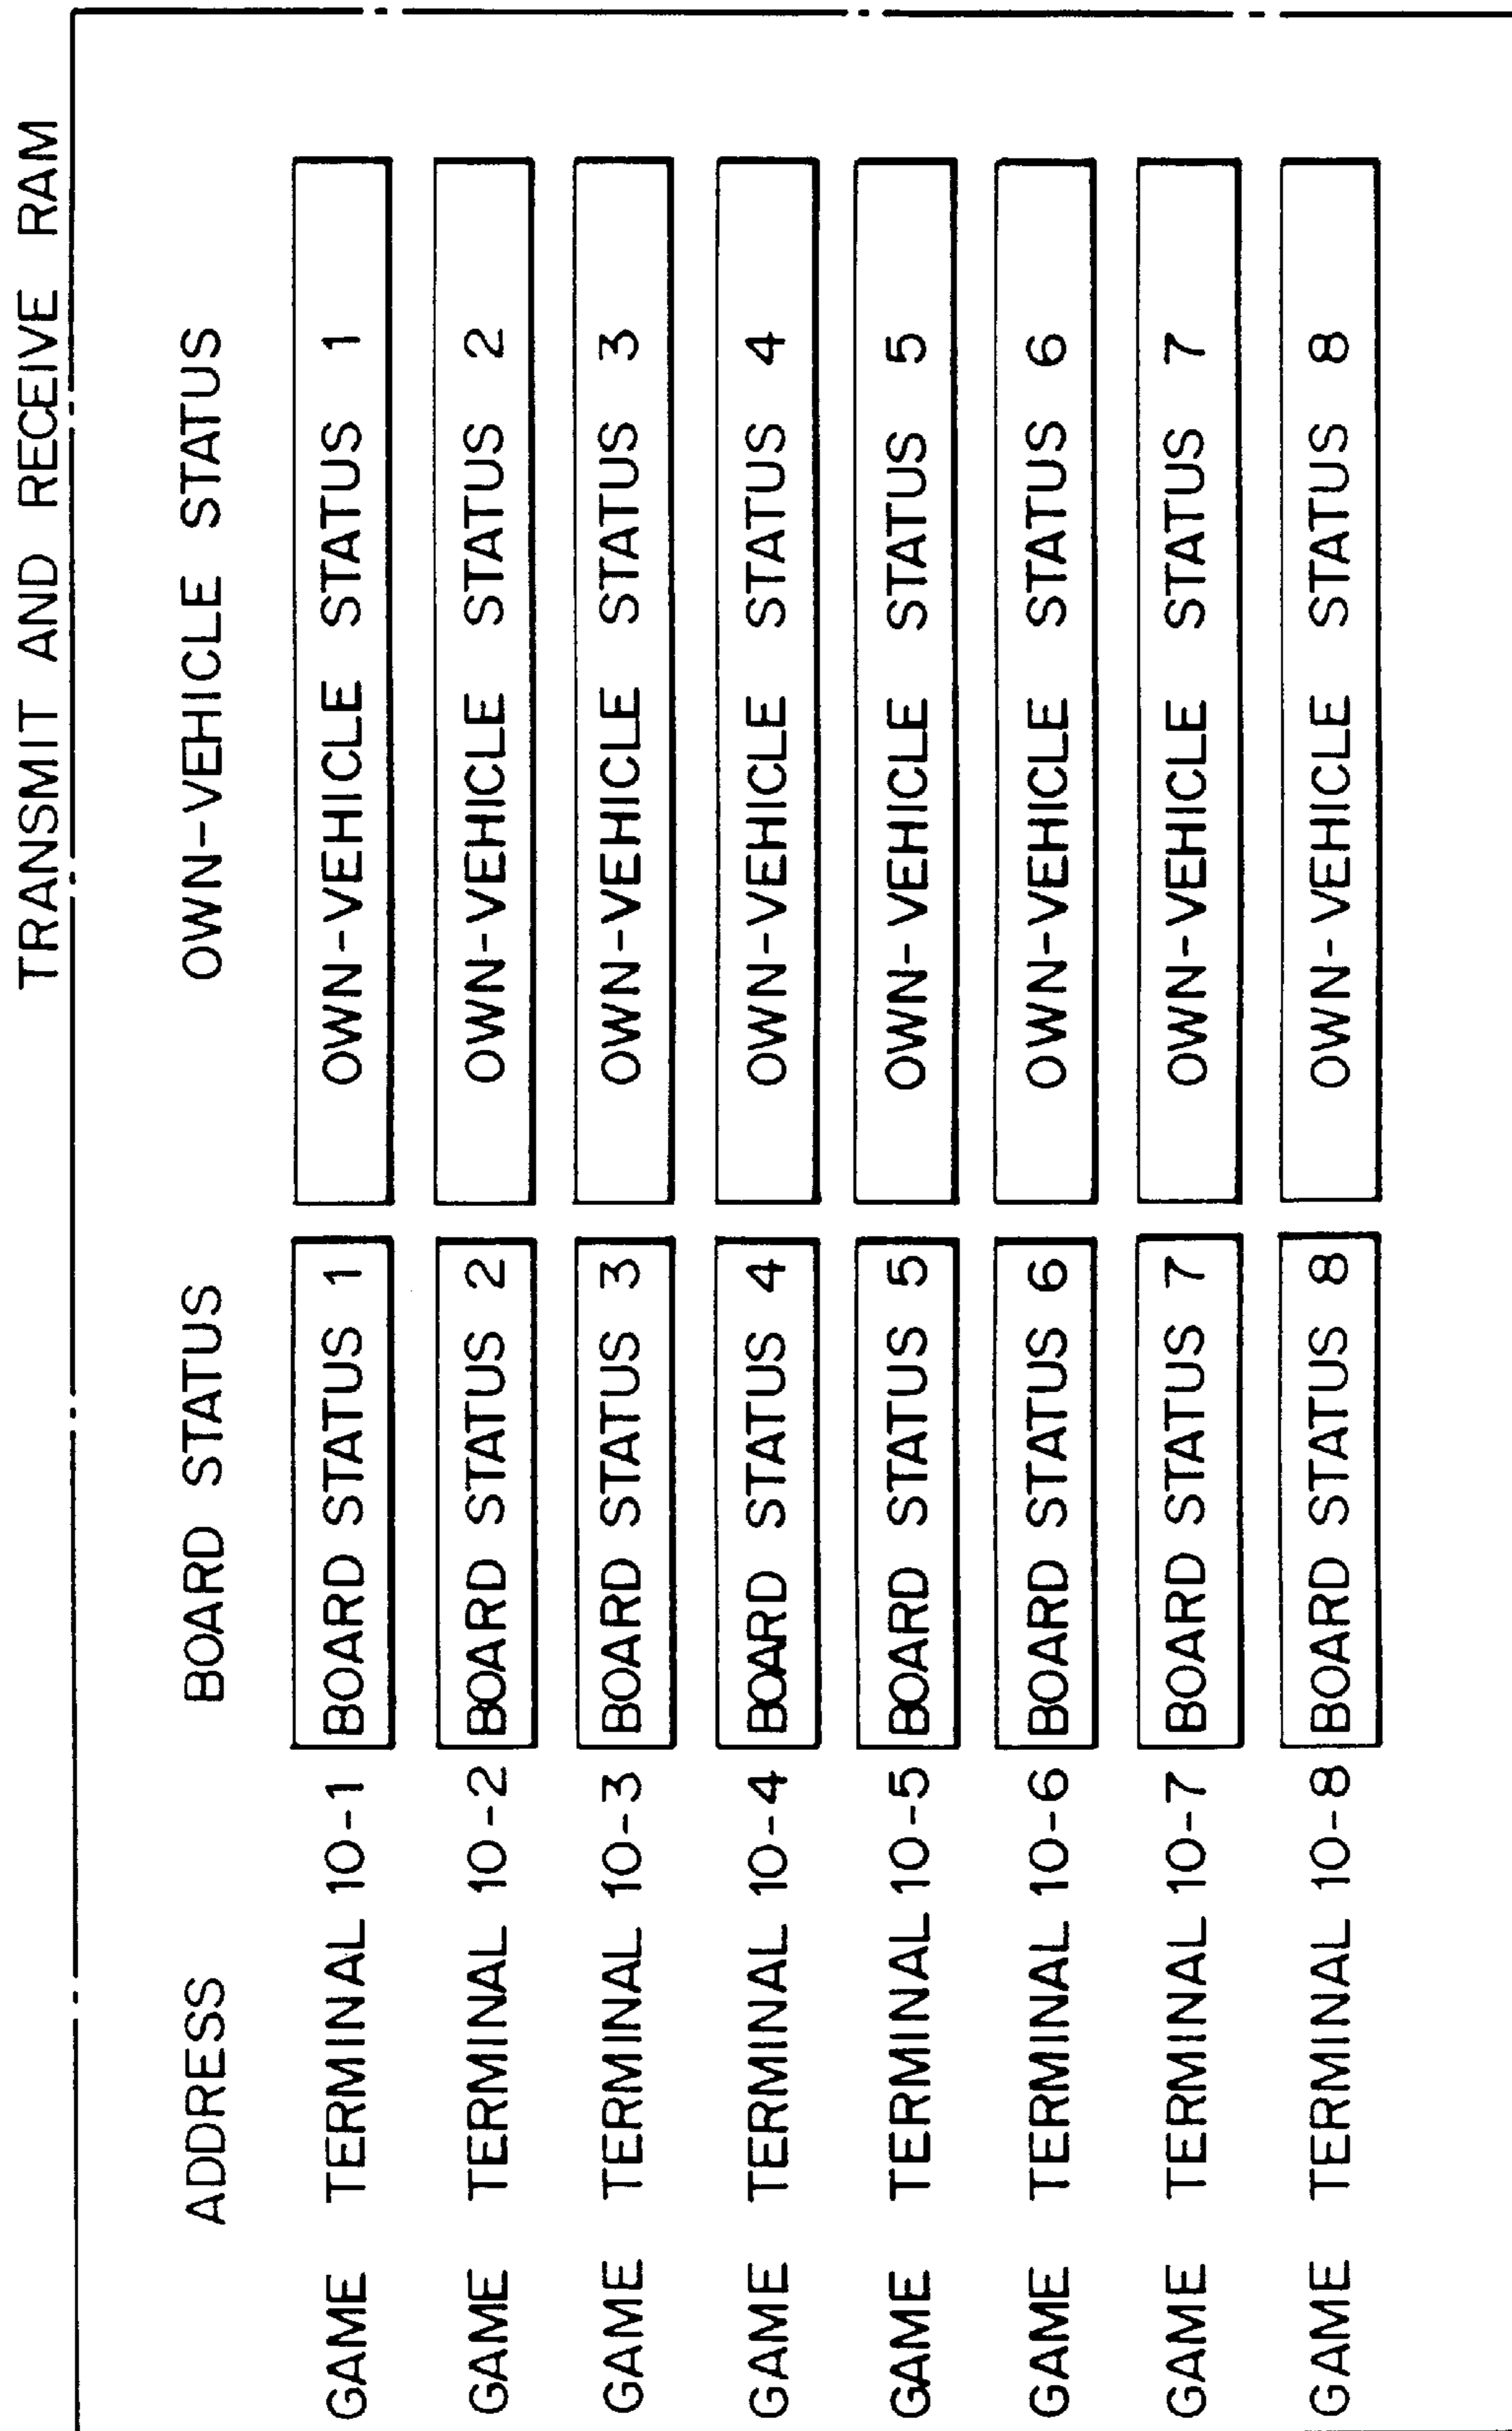 TRANSMIT AND RECEIVE RAM
ADDRESS BOARD STATUS OWN-VEHICLE STATUS
GAME TERMINAL 10-1 BOARD STATUS 1 OWN-VEHICLE STATUS 1
GAME TERMINAL 10-2 BOARD STATUS 2 OWN-VEHICLE STATUS 2
GAME TERMINAL 10-3 BOARD STATUS 3 OWN-VEHICLE STATUS 3
GAME TERMINAL 10-4 BOARD STATUS 4 OWN-VEHICLE STATUS 4
GAME TERMINAL 10-5 BOARD STATUS 5 OWN-VEHICLE STATUS 5
GAME TERMINAL 10-6 BOARD STATUS 6 OWN-VEHICLE STATUS 6
GAME TERMINAL 10-7 BOARD STATUS 7 OWN-VEHICLE STATUS 7
GAME TERMINAL 10-8 BOARD STATUS 8 OWN-VEHICLE STATUS 8